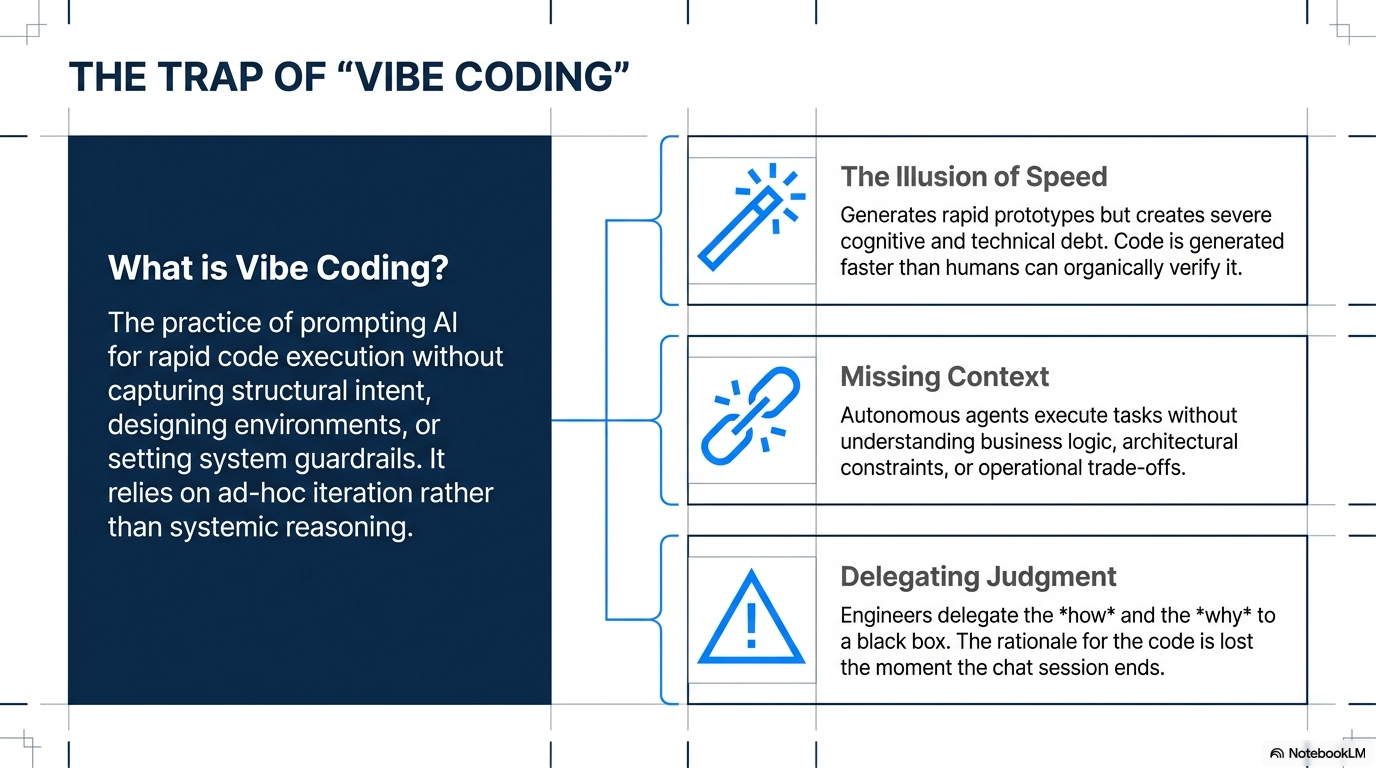 THE TRAP OF “VIBE CODING”
What is Vibe Coding?
The practice of prompting AI
for rapid code execution without
capturing structural intent,
designing environments, or
setting system guardrails. It
relies on ad-hoc iteration rather
than systemic reasoning.
The Illusion of Speed
Generates rapid prototypes but creates severe
cognitive and technical debt. Code is generated
faster than humans can organically verify it.
Missing Context
Autonomous agents execute tasks without
understanding business logic, architectural
constraints, or operational trade-offs.
Delegating Judgment
Engineers delegate the *how* and the *why* to
a black box. The rationale for the code is lost
the moment the chat session ends.
NotebookLM